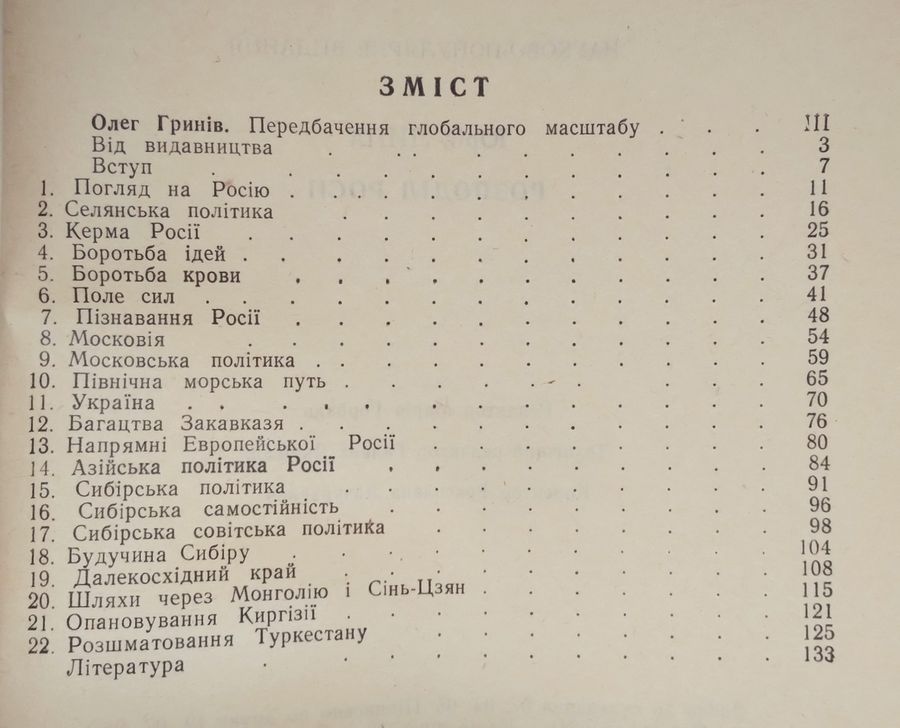 ЗМІСТ
Олег Гринів. Передбачення глобального масштабу . . . III
Від видавництва . . . . . . . . . 3
Вступ . . . . . . . . . . 7
1. Погляд на Росію . . . . . . . . . . 11
2. Селянська політика . . . . . . . . . 16
3. Керма Росії . . . . . . . . . . 25
4. Боротьба ідей . . . . . . . . . . 31
5. Боротьба крови . . . . . . . . . . 37
6. Поле сил . . . . . . . . . . 41
7. Пізнавання Росії . . . . . . . . . . 48
8. Московія . . . . . . . . . . 54
9. Московська політика . . . . . . . . . 59
10. Північна морська путь . . . . . . . . . 65
11. Україна . . . . . . . . . . 70
12. Багацтва Закавказя . . . . . . . . . 76
13. Напрямні Европейської Росії . . . . . . . 80
14. Азійська політика Росії . . . . . . . . 84
15. Сибірська політика . . . . . . . . . 91
16. Сибірська самостійність . . . . . . . . 96
17. Сибірська совітська політика . . . . . . . 98
18. Будучина Сибіру . . . . . . . . . . 104
19. Далекосхідний край . . . . . . . . . 108
20. Шляхи через Монголію і Сінь-Цзян . . . . . . 115
21. Опановування Киргізії . . . . . . . . . 121
22. Розшматовання Туркестану . . . . . . . 125
Література . . . . . . . . . . 133